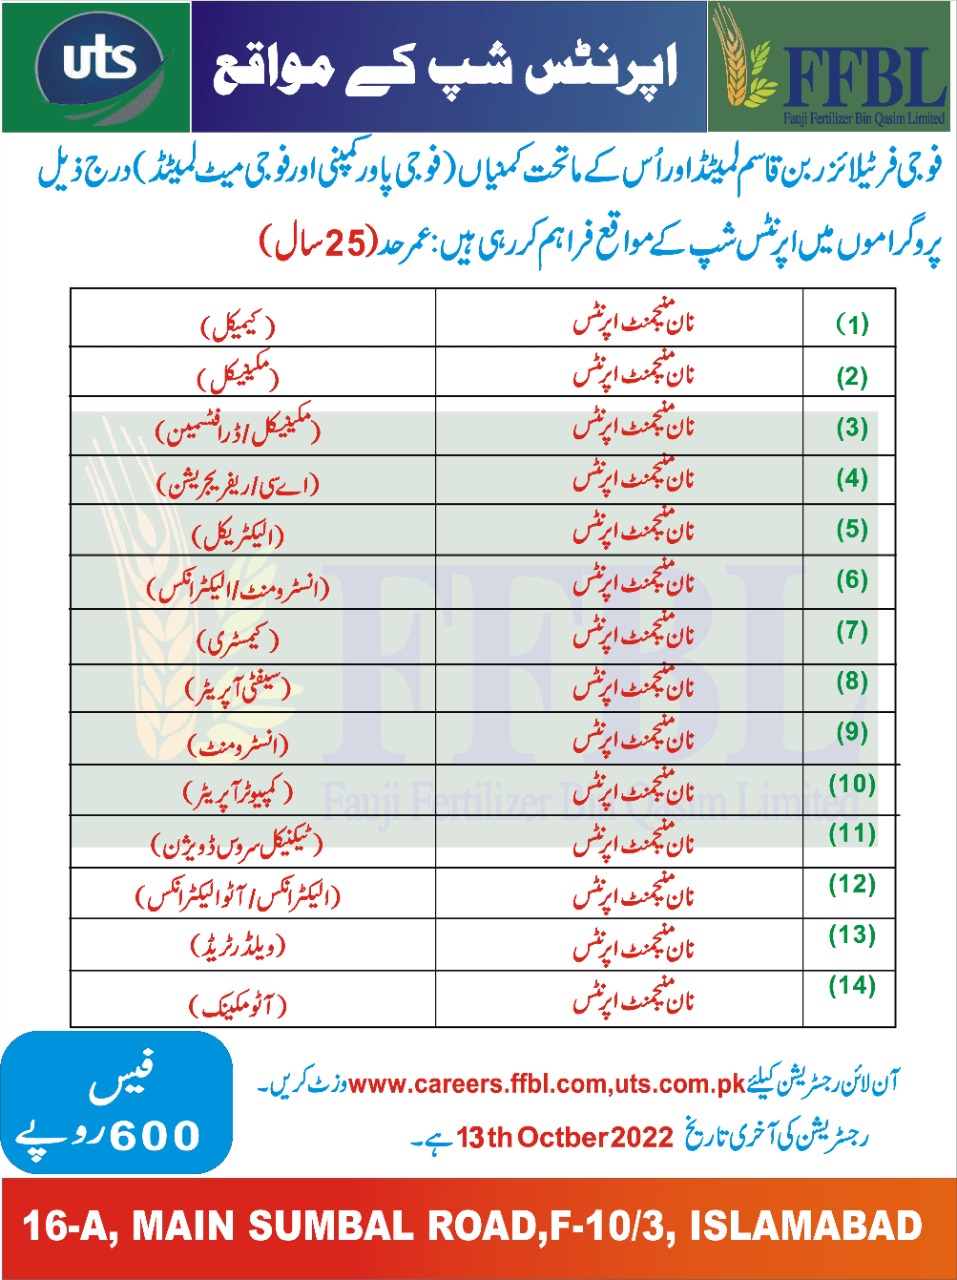 uts
اپرنٹس شپ کے مواقع
FFBL
Fauji Fertilizer Bin Qasim Limited
فوجی فرٹیلائزر بن قاسم لمیٹڈ اور اُس کے ماتحت کمنیاں (فوجی پاور کمپنی اور فوجی میٹ لمیٹڈ) درج ذیل
پروگراموں میں اپرنٹس شپ کے مواقع فراہم کر رہی ہیں: عمر حد (25 سال)
(1) نان منیجمنٹ اپرنٹس (کیمیکل)
(2) نان منیجمنٹ اپرنٹس (مکینیکل)
(3) نان منیجمنٹ اپرنٹس (مکینیکل/ڈرافٹسمین)
(4) نان منیجمنٹ اپرنٹس (اے سی/ریفریجریشن)
(5) نان منیجمنٹ اپرنٹس (الیکٹریکل)
(6) نان منیجمنٹ اپرنٹس (انسٹرومنٹ/الیکٹرانکس)
(7) نان منیجمنٹ اپرنٹس (کیمسٹری)
(8) نان منیجمنٹ اپرنٹس (سیفٹی آپریٹر)
(9) نان منیجمنٹ اپرنٹس (انسٹرومنٹ)
(10) نان منیجمنٹ اپرنٹس (کمپیوٹر آپریٹر)
(11) نان منیجمنٹ اپرنٹس (ٹیکنیکل سروس ڈویژن)
(12) نان منیجمنٹ اپرنٹس (الیکٹرانکس/آٹو الیکٹرانکس)
(13) نان منیجمنٹ اپرنٹس (ویلڈر ٹریڈ)
(14) نان منیجمنٹ اپرنٹس (آٹو مکینک)
FFBL
Fauji Fertilizer Bin Qasim Limited
آن لائن رجسٹریشن کیلئے www.careers.ffbl.com,uts.com.pk وزٹ کریں۔
رجسٹریشن کی آخری تاریخ 13th Octber 2022 ہے۔
فیس
600 روپے
16-A, MAIN SUMBAL ROAD,F-10/3, ISLAMABAD